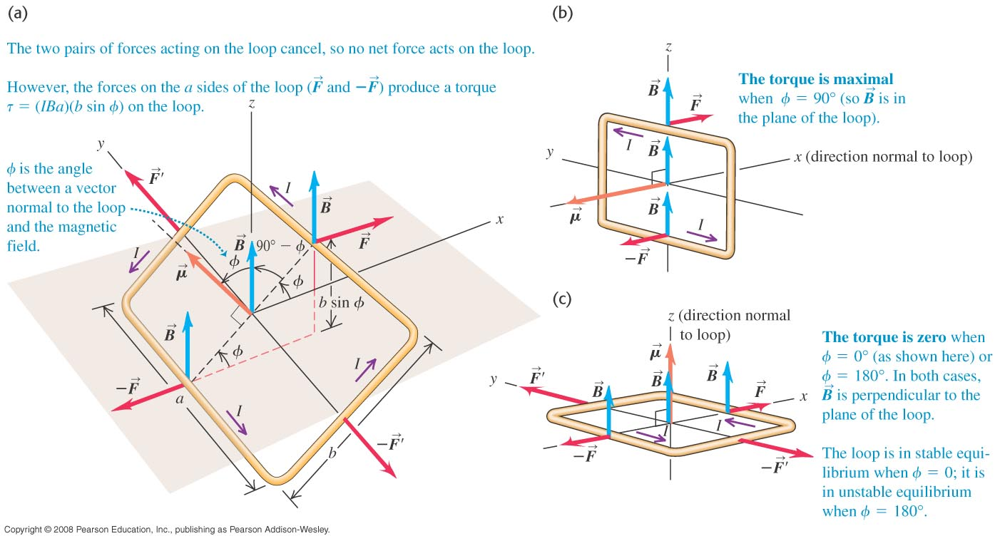 (a)
The two pairs of forces acting on the loop cancel, so no net force acts on the loop.
However, the forces on the a sides of the loop (F⃗ and −F⃗) produce a torque
τ = (IBa)(b sin ϕ) on the loop.
z
y
ϕ is the angle
between a vector
normal to the loop
and the magnetic
field.
F⃗′
I
B⃗
F⃗
x
I
μ⃗
ϕ
B⃗
90° − ϕ
ϕ
b sin ϕ
B⃗
ϕ
−F⃗
a
I
I
b
−F⃗′
(b)
z
B⃗
F⃗
The torque is maximal
when ϕ = 90° (so B⃗ is in
the plane of the loop).
I
B⃗
y
x (direction normal to loop)
μ⃗
B⃗
I
−F⃗
(c)
z (direction normal
to loop)
μ⃗
y
F⃗′
B⃗
B⃗
B⃗
F⃗
x
I
I
−F⃗
−F⃗′
The torque is zero when
ϕ = 0° (as shown here) or
ϕ = 180°. In both cases,
B⃗ is perpendicular to the
plane of the loop.
The loop is in stable equi-
librium when ϕ = 0; it is
in unstable equilibrium
when ϕ = 180°.
Copyright © 2008 Pearson Education, Inc., publishing as Pearson Addison-Wesley.